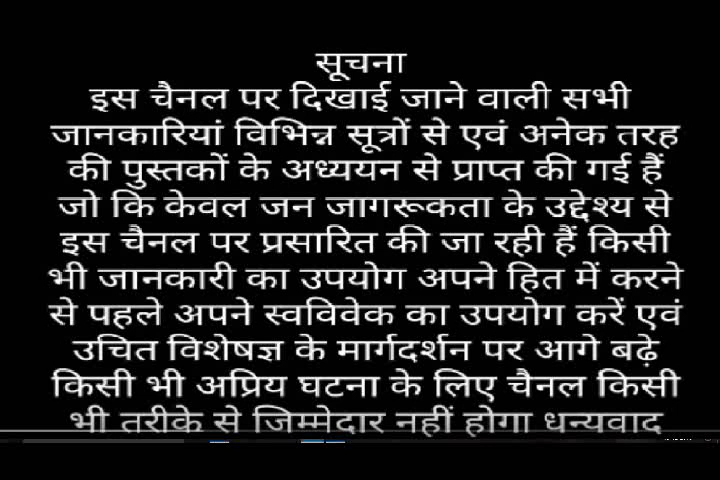 सूचना
इस चैनल पर दिखाई जाने वाली सभी
जानकारियां विभिन्न सूत्रों से एवं अनेक तरह
की पुस्तकों के अध्ययन से प्राप्त की गई हैं
जो कि केवल जन जागरूकता के उद्देश्य से
इस चैनल पर प्रसारित की जा रही हैं किसी
भी जानकारी का उपयोग अपने हित में करने
से पहले अपने स्वविवेक का उपयोग करें एवं
उचित विशेषज्ञ के मार्गदर्शन पर आगे बढ़े
किसी भी अप्रिय घटना के लिए चैनल किसी
भी तरीके से जिम्मेदार नहीं होगा धन्यवाद